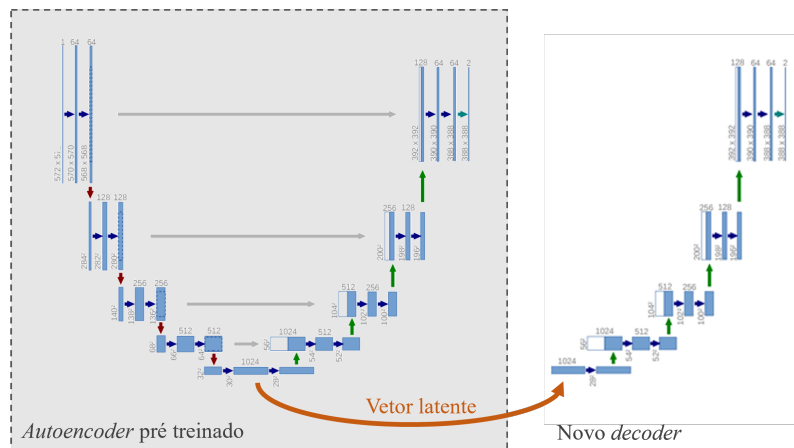 1 64 64
128 64 64 2
572 x 57
570 x 570
568 x 568
392 x 392
390 x 390
388 x 388
388 x 388
128 128
284²
282²
280²
256 128
200²
198²
196²
256 256
140²
138²
136²
512 256
104²
102²
100²
512 512
68²
66²
64²
1024 512
56²
54²
52²
1024
32²
30²
28²
128 64 64 2
392 x 392
390 x 390
388 x 388
388 x 388
256 128
200²
198²
196²
512 256
104²
102²
100²
1024 512
56²
54²
52²
1024
28²
Vetor latente
Autoencoder pré treinado
Novo decoder